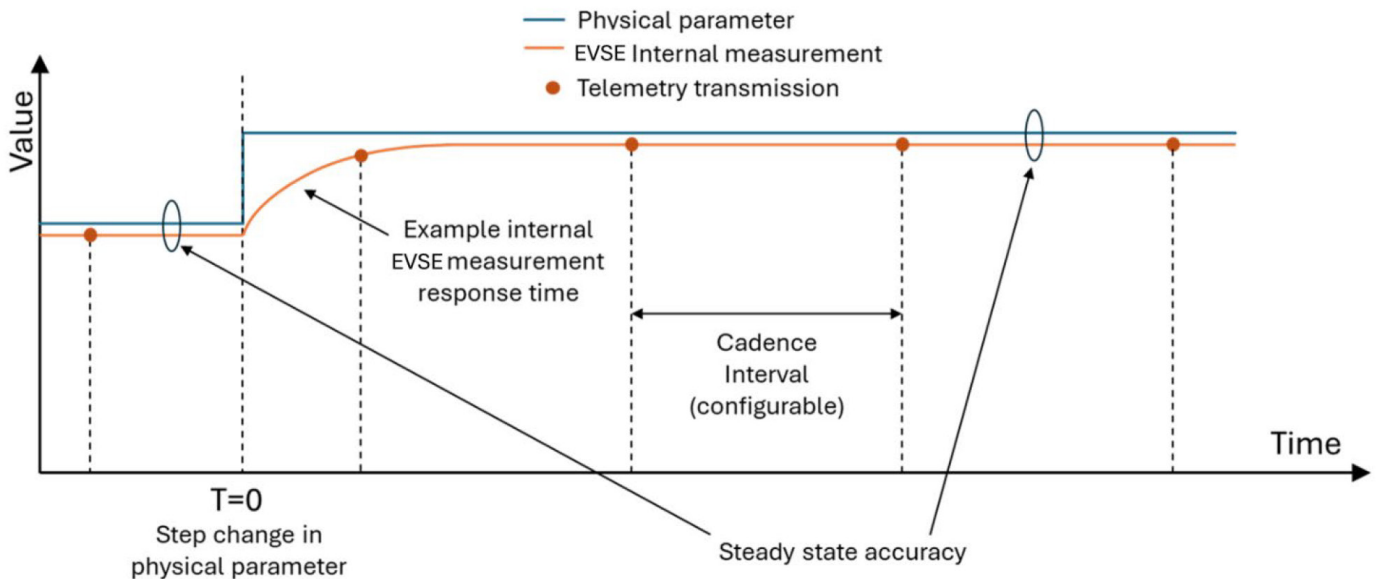 Physical parameter
EVSE Internal measurement
Telemetry transmission
Value
Example internal
EVSE measurement
response time
Cadence
Interval
(configurable)
Time
T=0
Step change in
physical parameter
Steady state accuracy